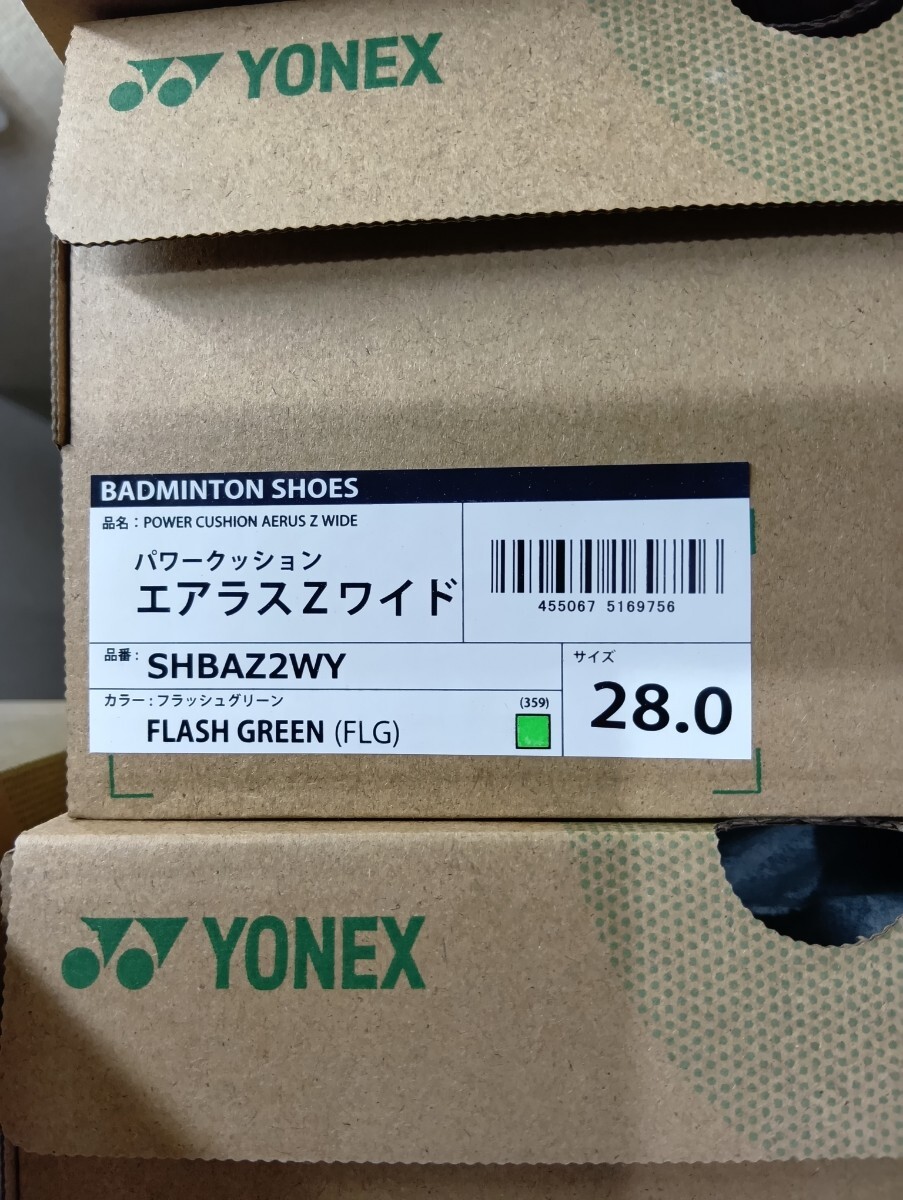 YONEX
BADMINTON SHOES
品名：POWER CUSHION AERUS Z WIDE
パワークッション
エアラスZワイド
455067 5169756
品番：SHBAZ2WY
サイズ
28.0
カラー：フラッシュグリーン
(359)
FLASH GREEN (FLG)
YONEX